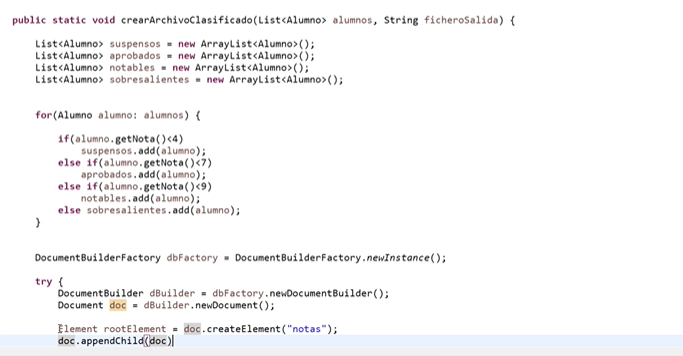 public static void crearArchivoClasificado(List<Alumno> alumnos, String ficheroSalida) {
List<Alumno> suspensos = new ArrayList<Alumno>();
List<Alumno> aprobados = new ArrayList<Alumno>();
List<Alumno> notables = new ArrayList<Alumno>();
List<Alumno> sobresalientes = new ArrayList<Alumno>();
for(Alumno alumno: alumnos) {
if(alumno.getNota()<4)
suspensos.add(alumno);
else if(alumno.getNota()<7)
aprobados.add(alumno);
else if(alumno.getNota()<9)
notables.add(alumno);
else sobresalientes.add(alumno);
}
DocumentBuilderFactory dbFactory = DocumentBuilderFactory.newInstance();
try {
DocumentBuilder dBuilder = dbFactory.newDocumentBuilder();
Document doc = dBuilder.newDocument();
Element rootElement = doc.createElement("notas");
doc.appendChild(doc)